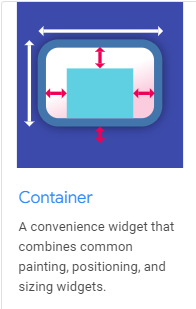 Container
A convenience widget that
combines common
painting, positioning, and
sizing widgets.